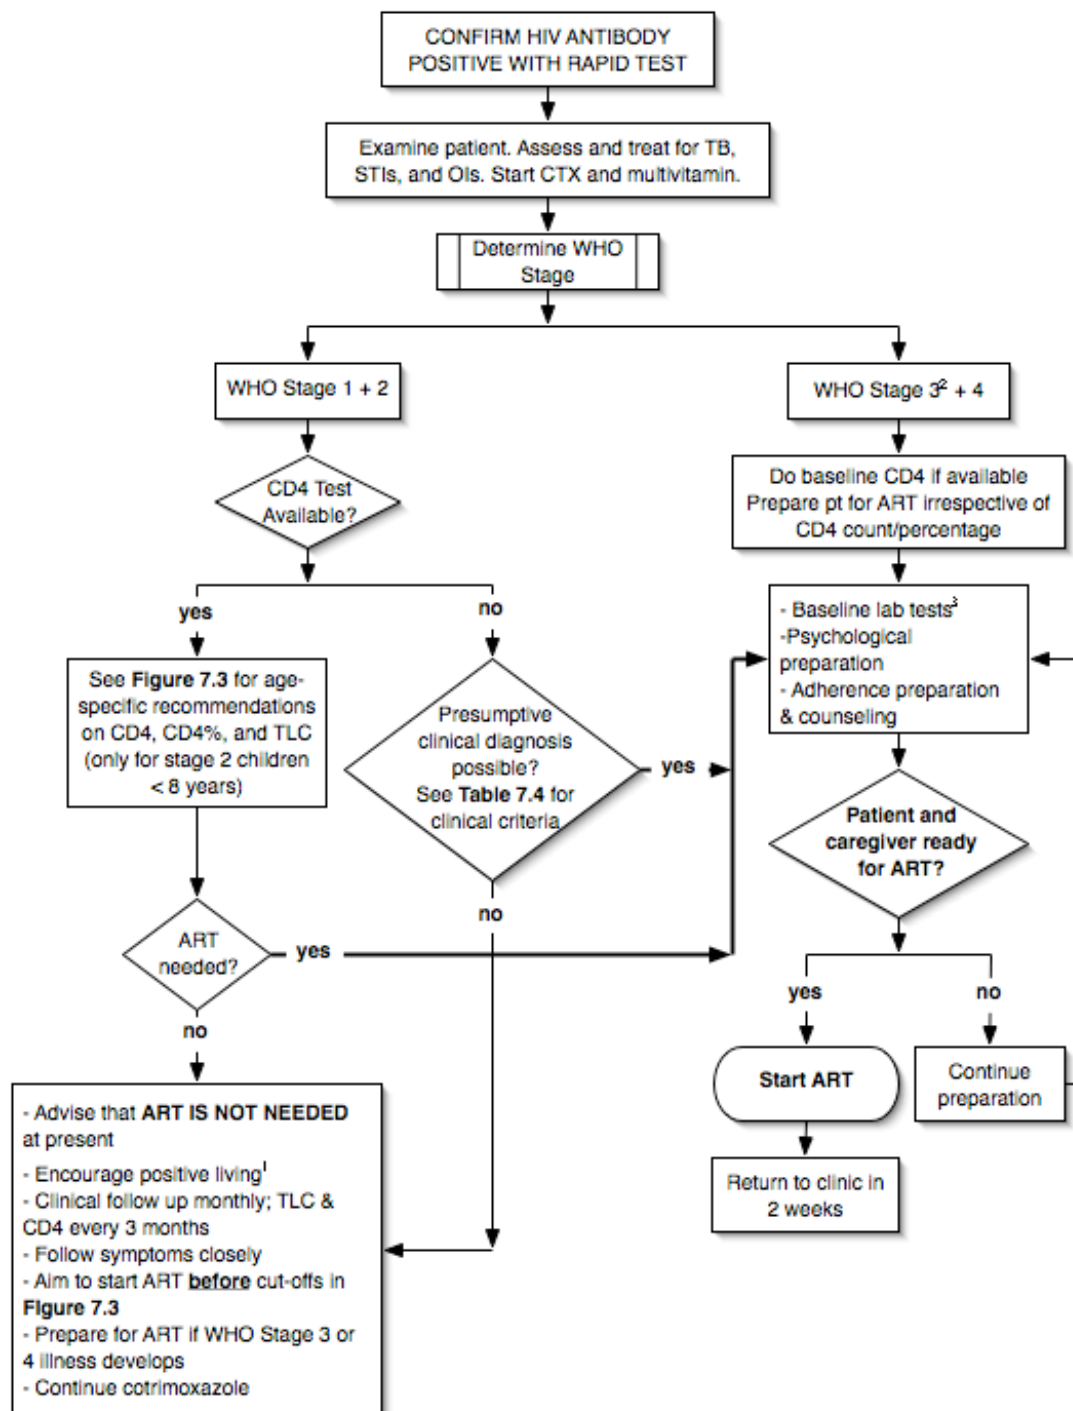 CONFIRM HIV ANTIBODY
POSITIVE WITH RAPID TEST
Examine patient. Assess and treat for TB,
STIs, and OIs. Start CTX and multivitamin.
Determine WHO
Stage
WHO Stage 1 + 2
WHO Stage 3² + 4
CD4 Test
Available?
Do baseline CD4 if available
Prepare pt for ART irrespective of
CD4 count/percentage
yes
no
- Baseline lab tests³
-Psychological
preparation
- Adherence preparation
& counseling
See Figure 7.3 for age-
specific recommendations
on CD4, CD4%, and TLC
(only for stage 2 children
< 8 years)
Presumptive
clinical diagnosis
possible?
See Table 7.4 for
clinical criteria
yes
Patient and
caregiver ready
for ART?
no
ART
needed?
yes
no
yes
no
Start ART
Continue
preparation
- Advise that ART IS NOT NEEDED
at present
- Encourage positive living¹
- Clinical follow up monthly; TLC &
CD4 every 3 months
- Follow symptoms closely
- Aim to start ART before cut-offs in
Figure 7.3
- Prepare for ART if WHO Stage 3 or
4 illness develops
- Continue cotrimoxazole
Return to clinic in
2 weeks